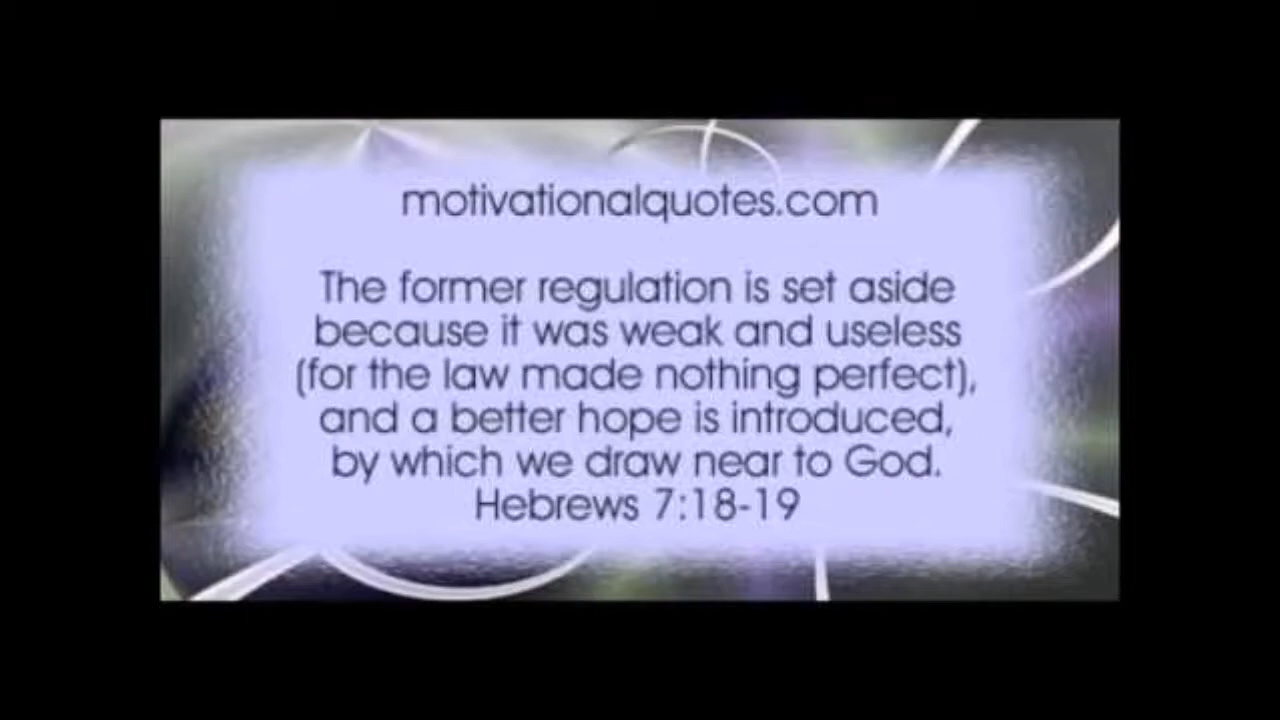 motivationalquotes.com
The former regulation is set aside
because it was weak and useless
(for the law made nothing perfect),
and a better hope is introduced,
by which we draw near to God.
Hebrews 7:18-19